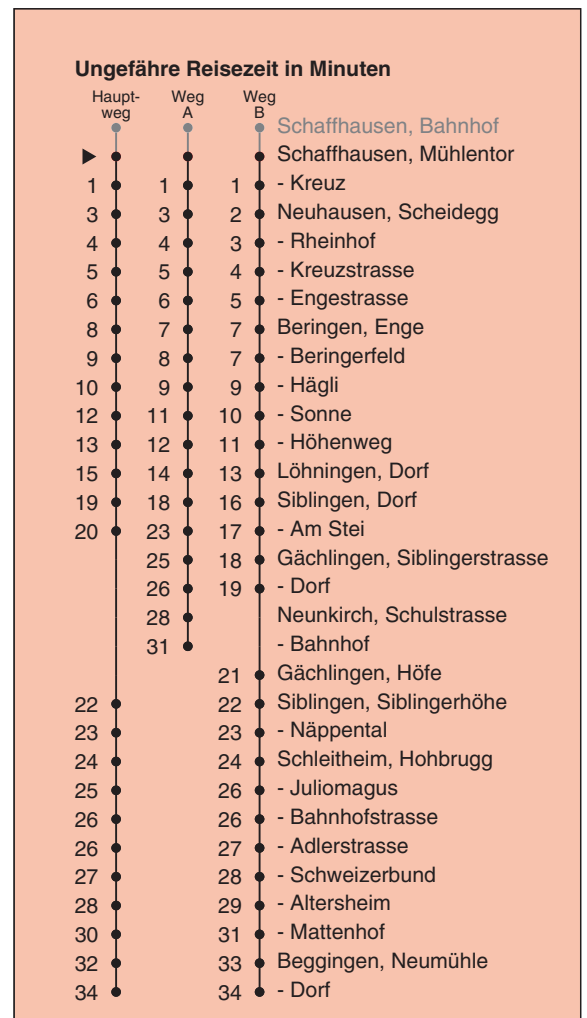 Ungefähre Reisezeit in Minuten
Haupt- Weg Weg
weg A B
Schaffhausen, Bahnhof
Schaffhausen, Mühlentor
1 1 1 - Kreuz
3 3 2 Neuhausen, Scheidegg
4 4 3 - Rheinhof
5 5 4 - Kreuzstrasse
6 6 5 - Engestrasse
8 7 7 Beringen, Enge
9 8 7 - Beringerfeld
10 9 9 - Hägli
12 11 10 - Sonne
13 12 11 - Höhenweg
15 14 13 Löhningen, Dorf
19 18 16 Siblingen, Dorf
20 23 17 - Am Stei
25 18 Gächlingen, Siblingerstrasse
26 19 - Dorf
28 Neunkirch, Schulstrasse
31 - Bahnhof
21 Gächlingen, Höfe
22 22 Siblingen, Siblingerhöhe
23 23 - Näppental
24 24 Schleitheim, Hohbrugg
25 26 - Juliomagus
26 26 - Bahnhofstrasse
26 27 - Adlerstrasse
27 28 - Schweizerbund
28 29 - Altersheim
30 31 - Mattenhof
32 33 Beggingen, Neumühle
34 34 - Dorf